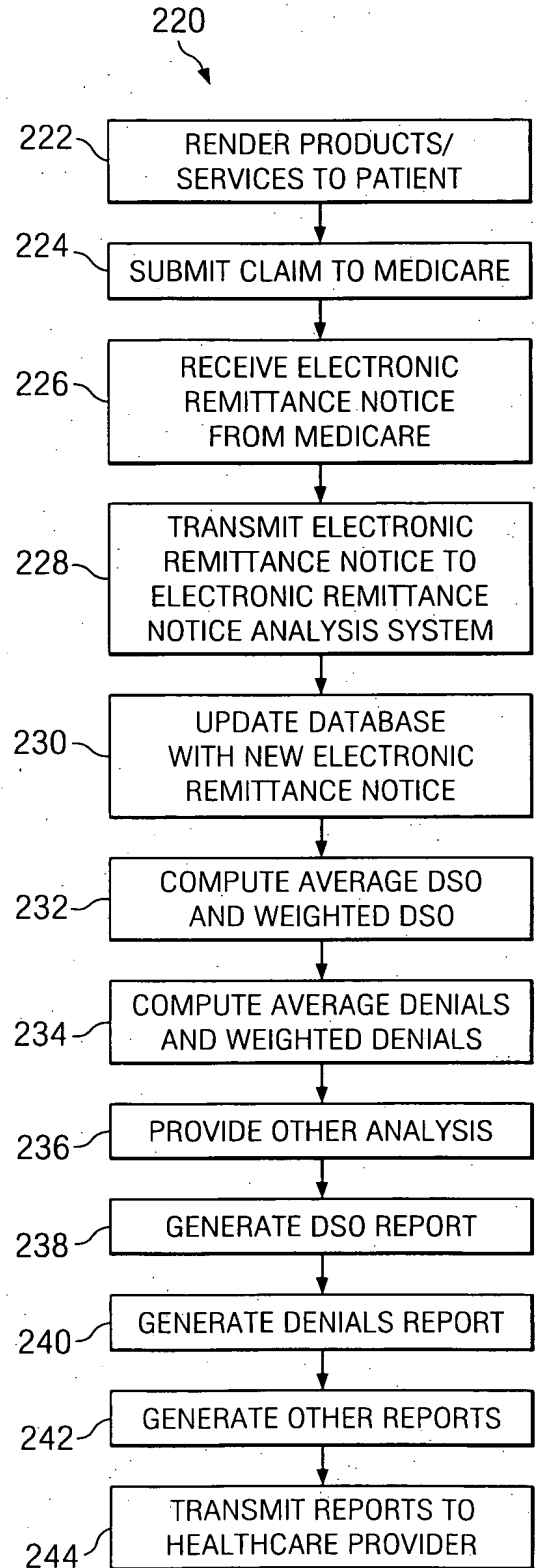 220
222
RENDER PRODUCTS/
SERVICES TO PATIENT
224
SUBMIT CLAIM TO MEDICARE
226
RECEIVE ELECTRONIC
REMITTANCE NOTICE
FROM MEDICARE
228
TRANSMIT ELECTRONIC
REMITTANCE NOTICE TO
ELECTRONIC REMITTANCE
NOTICE ANALYSIS SYSTEM
230
UPDATE DATABASE
WITH NEW ELECTRONIC
REMITTANCE NOTICE
232
COMPUTE AVERAGE DSO
AND WEIGHTED DSO
234
COMPUTE AVERAGE DENIALS
AND WEIGHTED DENIALS
236
PROVIDE OTHER ANALYSIS
238
GENERATE DSO REPORT
240
GENERATE DENIALS REPORT
242
GENERATE OTHER REPORTS
244
TRANSMIT REPORTS TO
HEALTHCARE PROVIDER